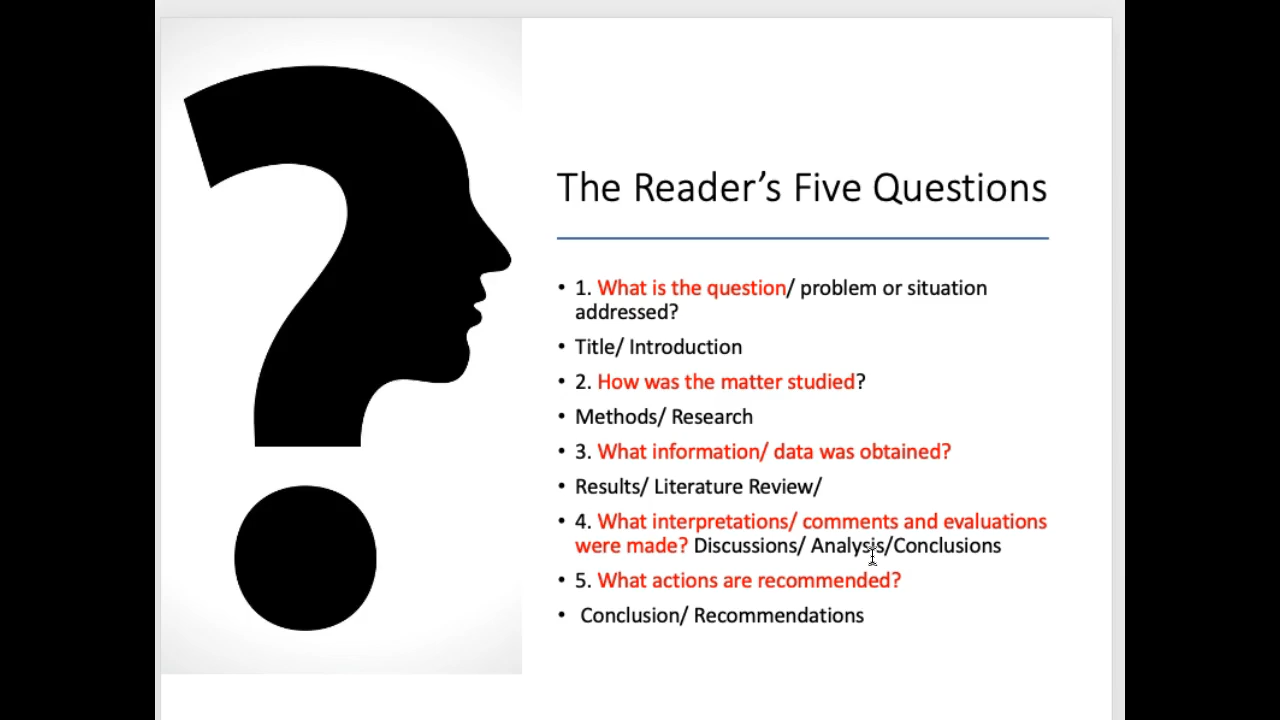 The Reader’s Five Questions
• 1. What is the question/ problem or situation
addressed?
• Title/ Introduction
• 2. How was the matter studied?
• Methods/ Research
• 3. What information/ data was obtained?
• Results/ Literature Review/
• 4. What interpretations/ comments and evaluations
were made? Discussions/ Analysis/Conclusions
• 5. What actions are recommended?
• Conclusion/ Recommendations